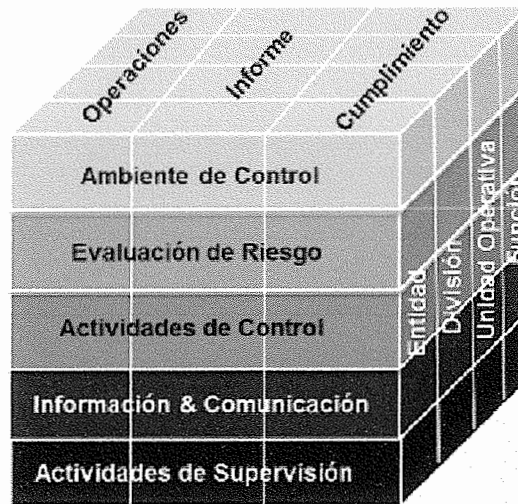 Operaciones
Informe
Cumplimiento
Ambiente de Control
Evaluación de Riesgo
Actividades de Control
Información & Comunicación
Actividades de Supervisión
Entidad
División
Unidad Operativa
Función